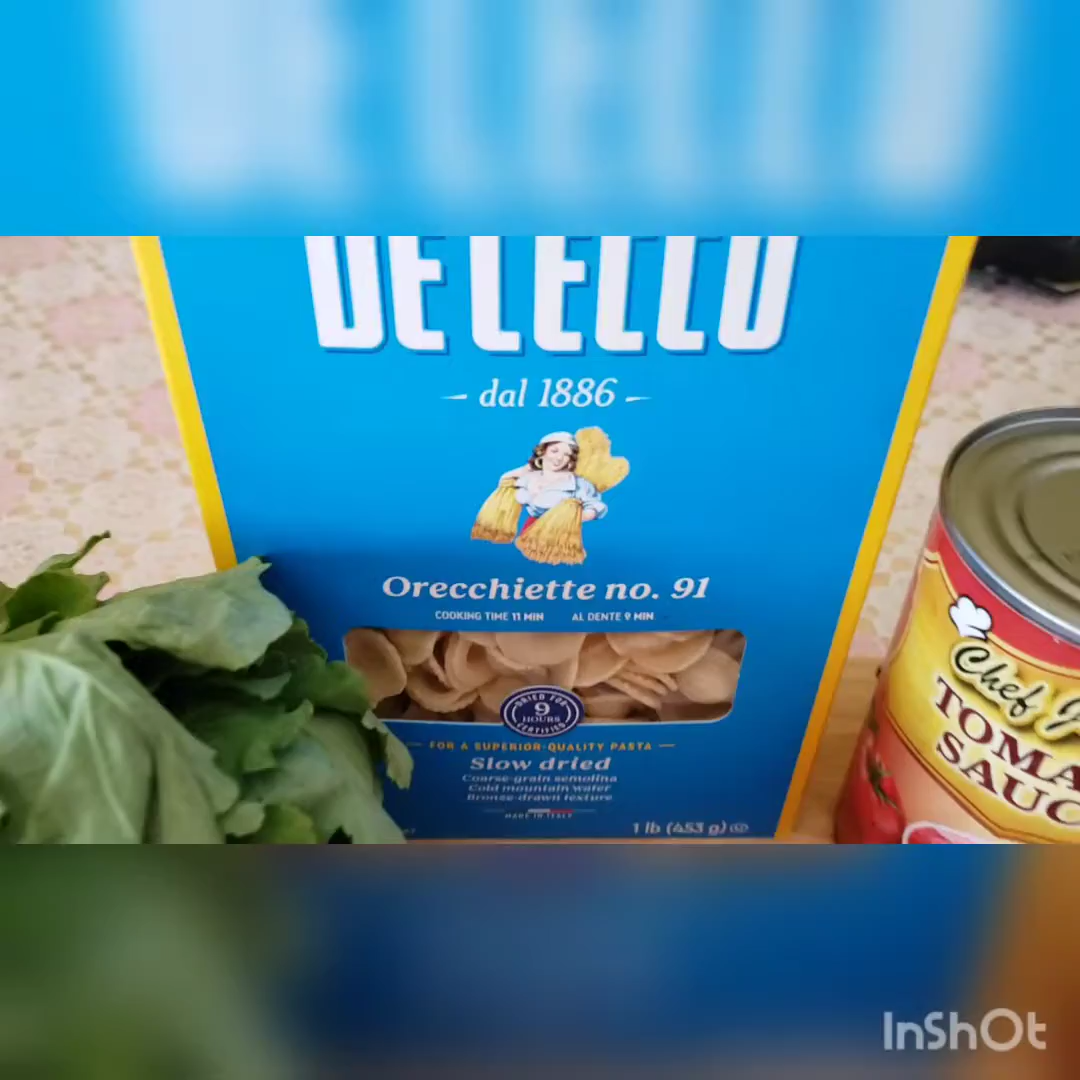 DE CECCO
dal 1886
Orecchiette no. 91
COOKING TIME 11 MIN AL DENTE 9 MIN
DRIED FOR
9
HOURS
CERTIFIED
FOR A SUPERIOR-QUALITY PASTA
Slow dried
Coarse-grain semolina
Cold mountain water
Bronze-drawn texture
MADE IN ITALY
1 lb (453 g)
Chef
TOMA
SAUC
InShOt